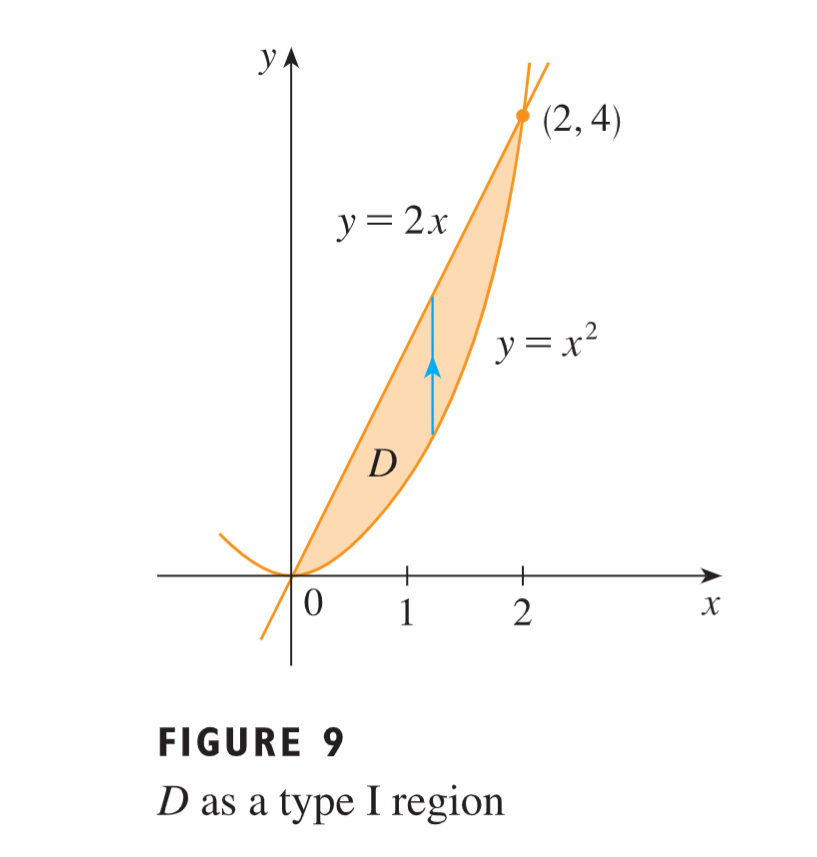 y
(2, 4)
y = 2x
y = x²
D
0
1
2
x
FIGURE 9
D as a type I region